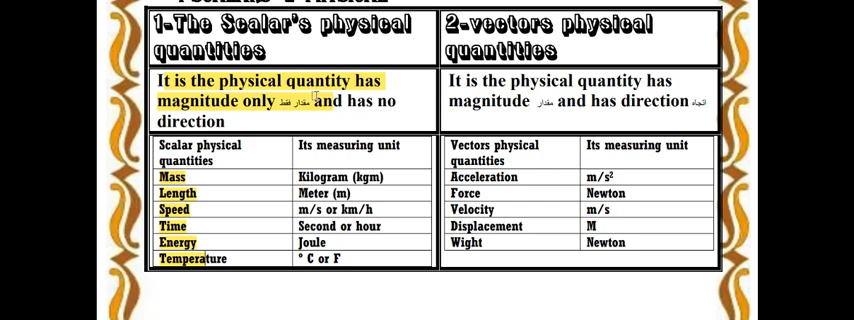 1-The Scalar's physical
quantities
2-vectors physical
quantities
It is the physical quantity has
magnitude only مقدار فقط and has no
direction
It is the physical quantity has
magnitude مقدار and has direction اتجاه
Scalar physical
quantities
Its measuring unit
Mass
Kilogram (kgm)
Length
Meter (m)
Speed
m/s or km/h
Time
Second or hour
Energy
Joule
Temperature
° C or F
Vectors physical
quantities
Its measuring unit
Acceleration
m/s²
Force
Newton
Velocity
m/s
Displacement
M
Wight
Newton